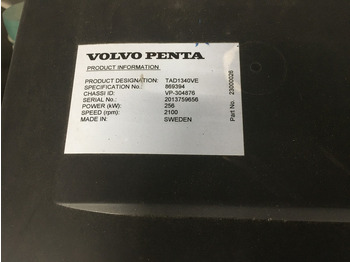 VOLVO PENTA
PRODUCT INFORMATION
PRODUCT DESIGNATION: TAD1340VE
SPECIFICATION No.: 869394
CHASSI ID: VP-304876
SERIAL No.: 2013759656
POWER (kW): 256
SPEED (rpm): 2100
MADE IN: SWEDEN
Part No. 23000028